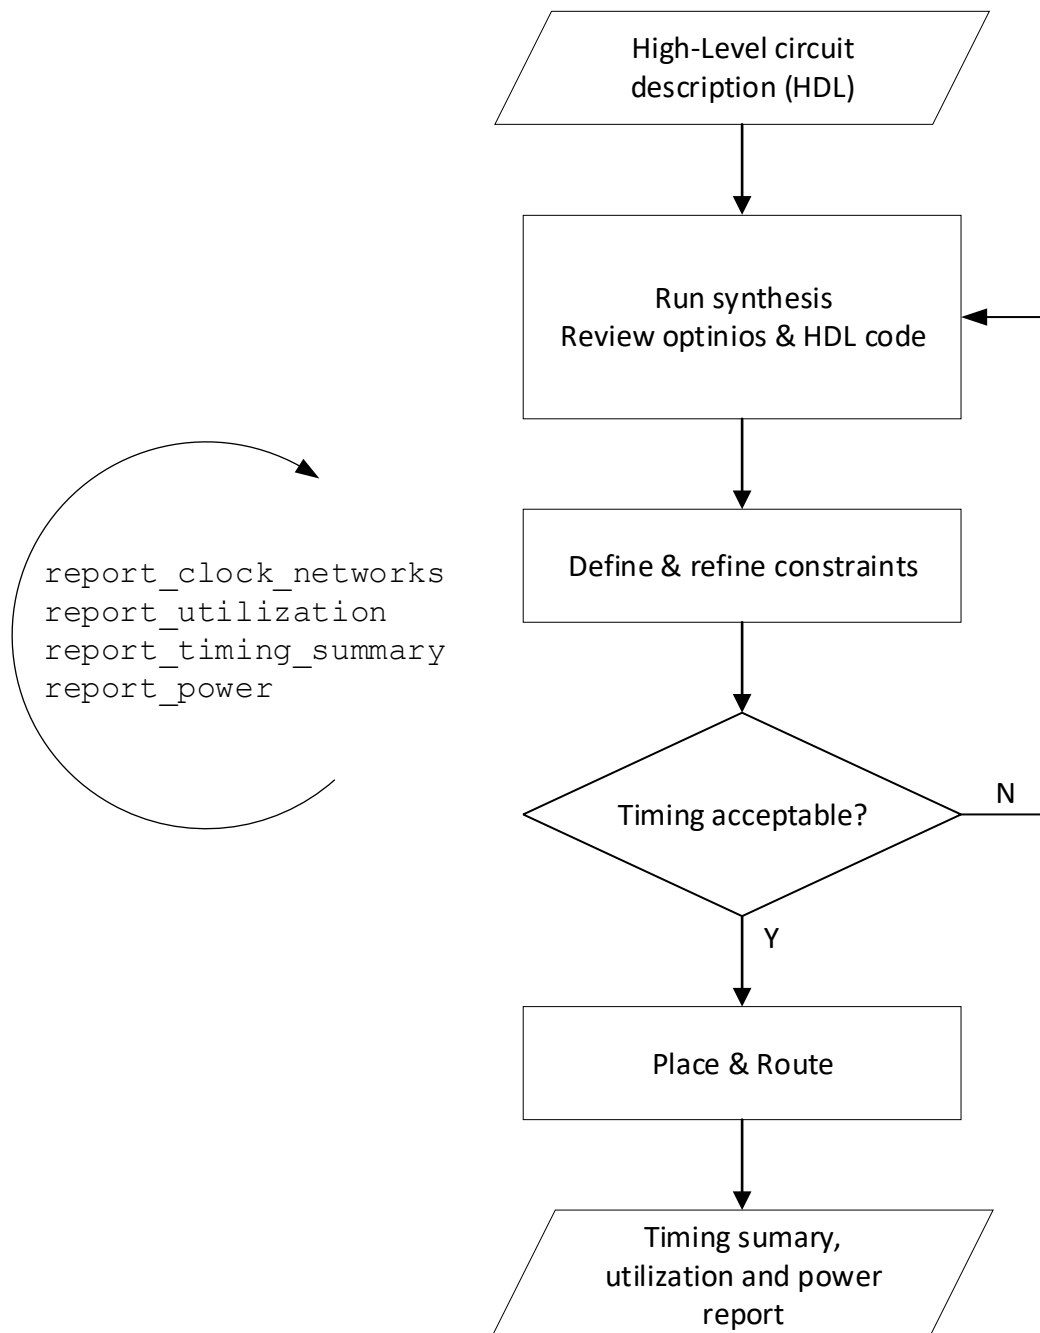 High-Level circuit
description (HDL)
Run synthesis
Review optinios & HDL code
report_clock_networks
report_utilization
report_timing_summary
report_power
Define & refine constraints
Timing acceptable?
N
Y
Place & Route
Timing sumary,
utilization and power
report